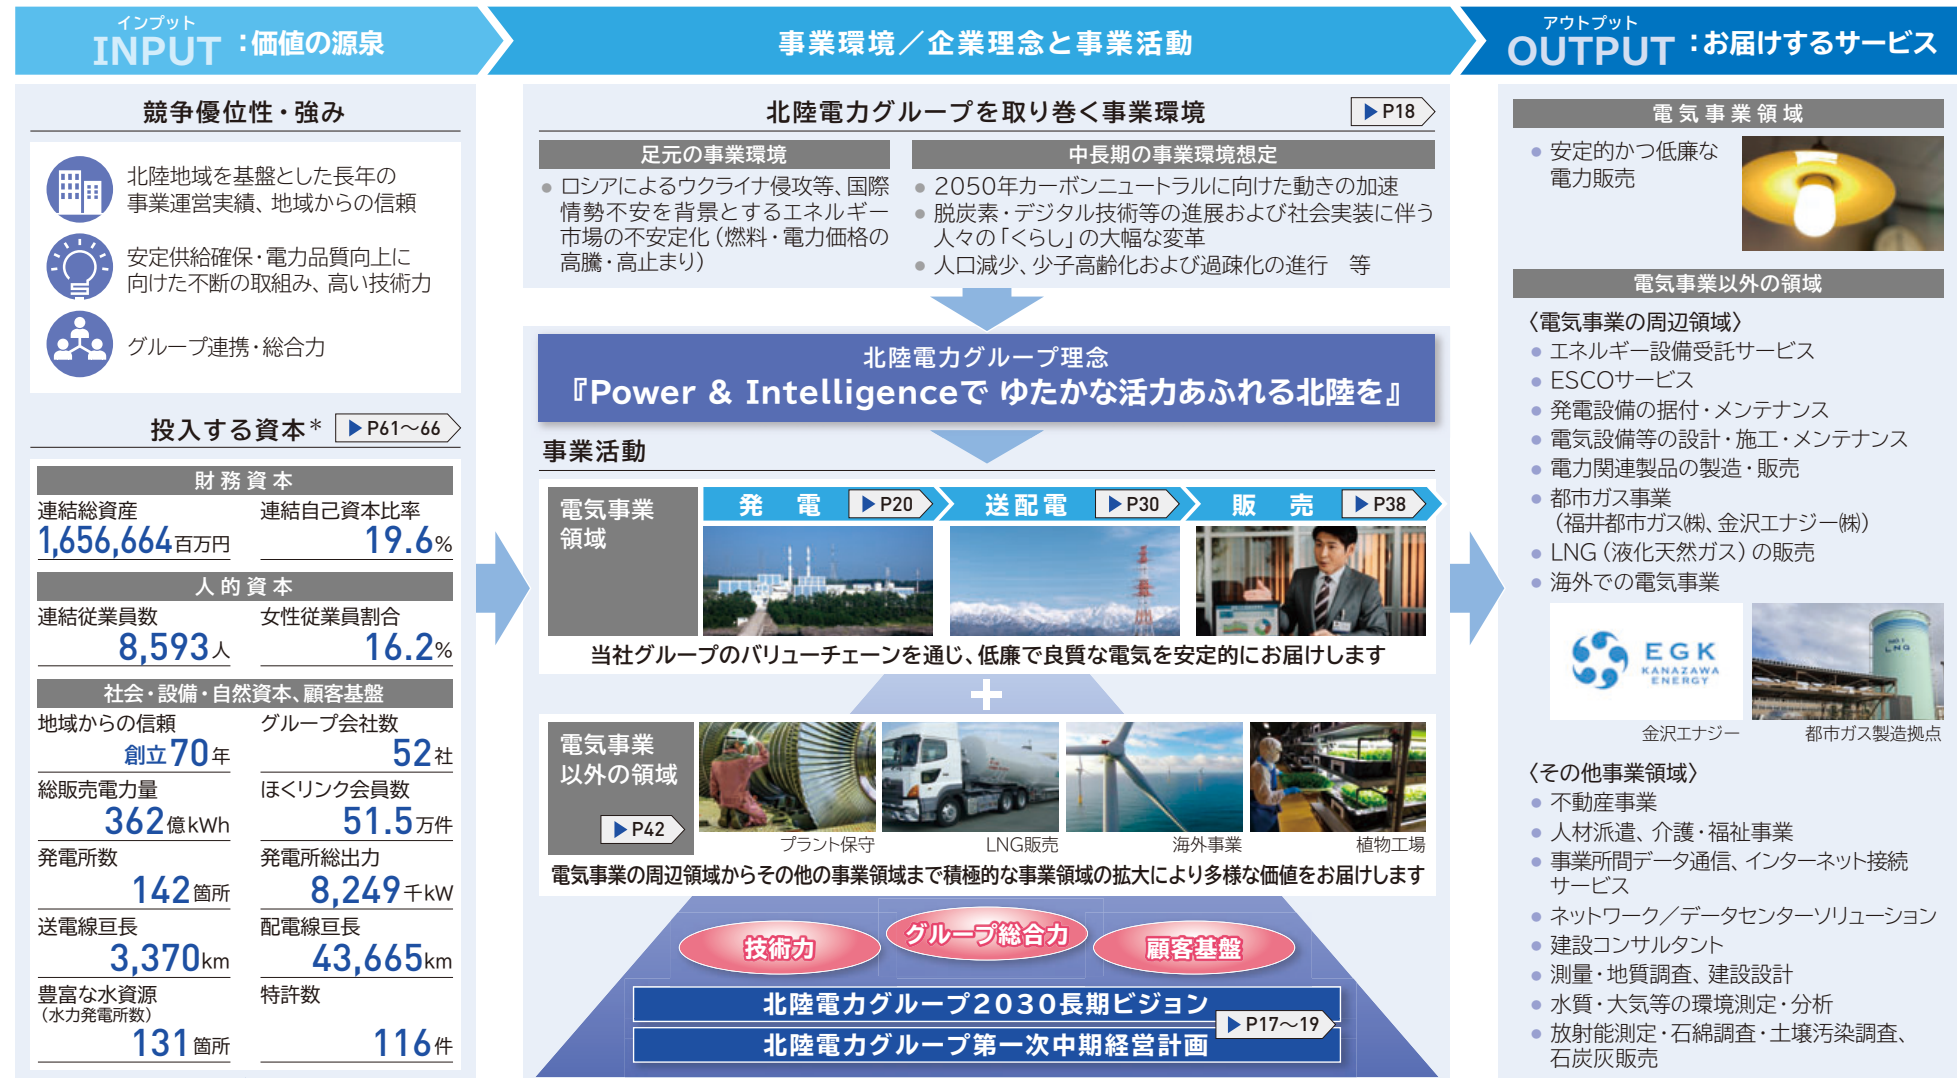 インプット
INPUT:価値の源泉
事業環境／企業理念と事業活動
アウトプット
OUTPUT:お届けするサービス
競争優位性・強み
北陸地域を基盤とした長年の
事業運営実績、地域からの信頼
安定供給確保・電力品質向上に
向けた不断の取組み、高い技術力
グループ連携・総合力
投入する資本* ▶P61～66
財務資本
連結総資産
1,656,664百万円
連結自己資本比率
19.6%
人的資本
連結従業員数
8,593人
女性従業員割合
16.2%
社会・設備・自然資本、顧客基盤
地域からの信頼
創立70年
グループ会社数
52社
総販売電力量
362億kWh
ほくリンク会員数
51.5万件
発電所数
142箇所
発電所総出力
8,249千kW
送電線亘長
3,370km
配電線亘長
43,665km
豊富な水資源
（水力発電所数）
131箇所
特許数
116件
北陸電力グループを取り巻く事業環境 ▶P18
足元の事業環境
● ロシアによるウクライナ侵攻等、国際
情勢不安を背景とするエネルギー
市場の不安定化（燃料・電力価格の
高騰・高止まり）
中長期の事業環境想定
● 2050年カーボンニュートラルに向けた動きの加速
● 脱炭素・デジタル技術等の進展および社会実装に伴う
人々の「くらし」の大幅な変革
● 人口減少、少子高齢化および過疎化の進行　等
北陸電力グループ理念
『Power & Intelligenceで ゆたかな活力あふれる北陸を』
事業活動
電気事業
領域
発電 ▶P20
送配電 ▶P30
販売 ▶P38
当社グループのバリューチェーンを通じ、低廉で良質な電気を安定的にお届けします
+
電気事業
以外の領域
▶P42
プラント保守
LNG販売
海外事業
植物工場
電気事業の周辺領域からその他の事業領域まで積極的な事業領域の拡大により多様な価値をお届けします
技術力
グループ総合力
顧客基盤
北陸電力グループ2030長期ビジョン
北陸電力グループ第一次中期経営計画
▶P17～19
電気事業領域
● 安定的かつ低廉な
電力販売
電気事業以外の領域
〈電気事業の周辺領域〉
● エネルギー設備受託サービス
● ESCOサービス
● 発電設備の据付・メンテナンス
● 電気設備等の設計・施工・メンテナンス
● 電力関連製品の製造・販売
● 都市ガス事業
（福井都市ガス㈱、金沢エナジー㈱）
● LNG（液化天然ガス）の販売
● 海外での電気事業
EGK
KANAZAWA
ENERGY
NO.1
LNG
金沢エナジー
都市ガス製造拠点
〈その他事業領域〉
● 不動産事業
● 人材派遣、介護・福祉事業
● 事業所間データ通信、インターネット接続
サービス
● ネットワーク／データセンターソリューション
● 建設コンサルタント
● 測量・地質調査、建設設計
● 水質・大気等の環境測定・分析
● 放射能測定・石綿調査・土壌汚染調査、
石炭灰販売